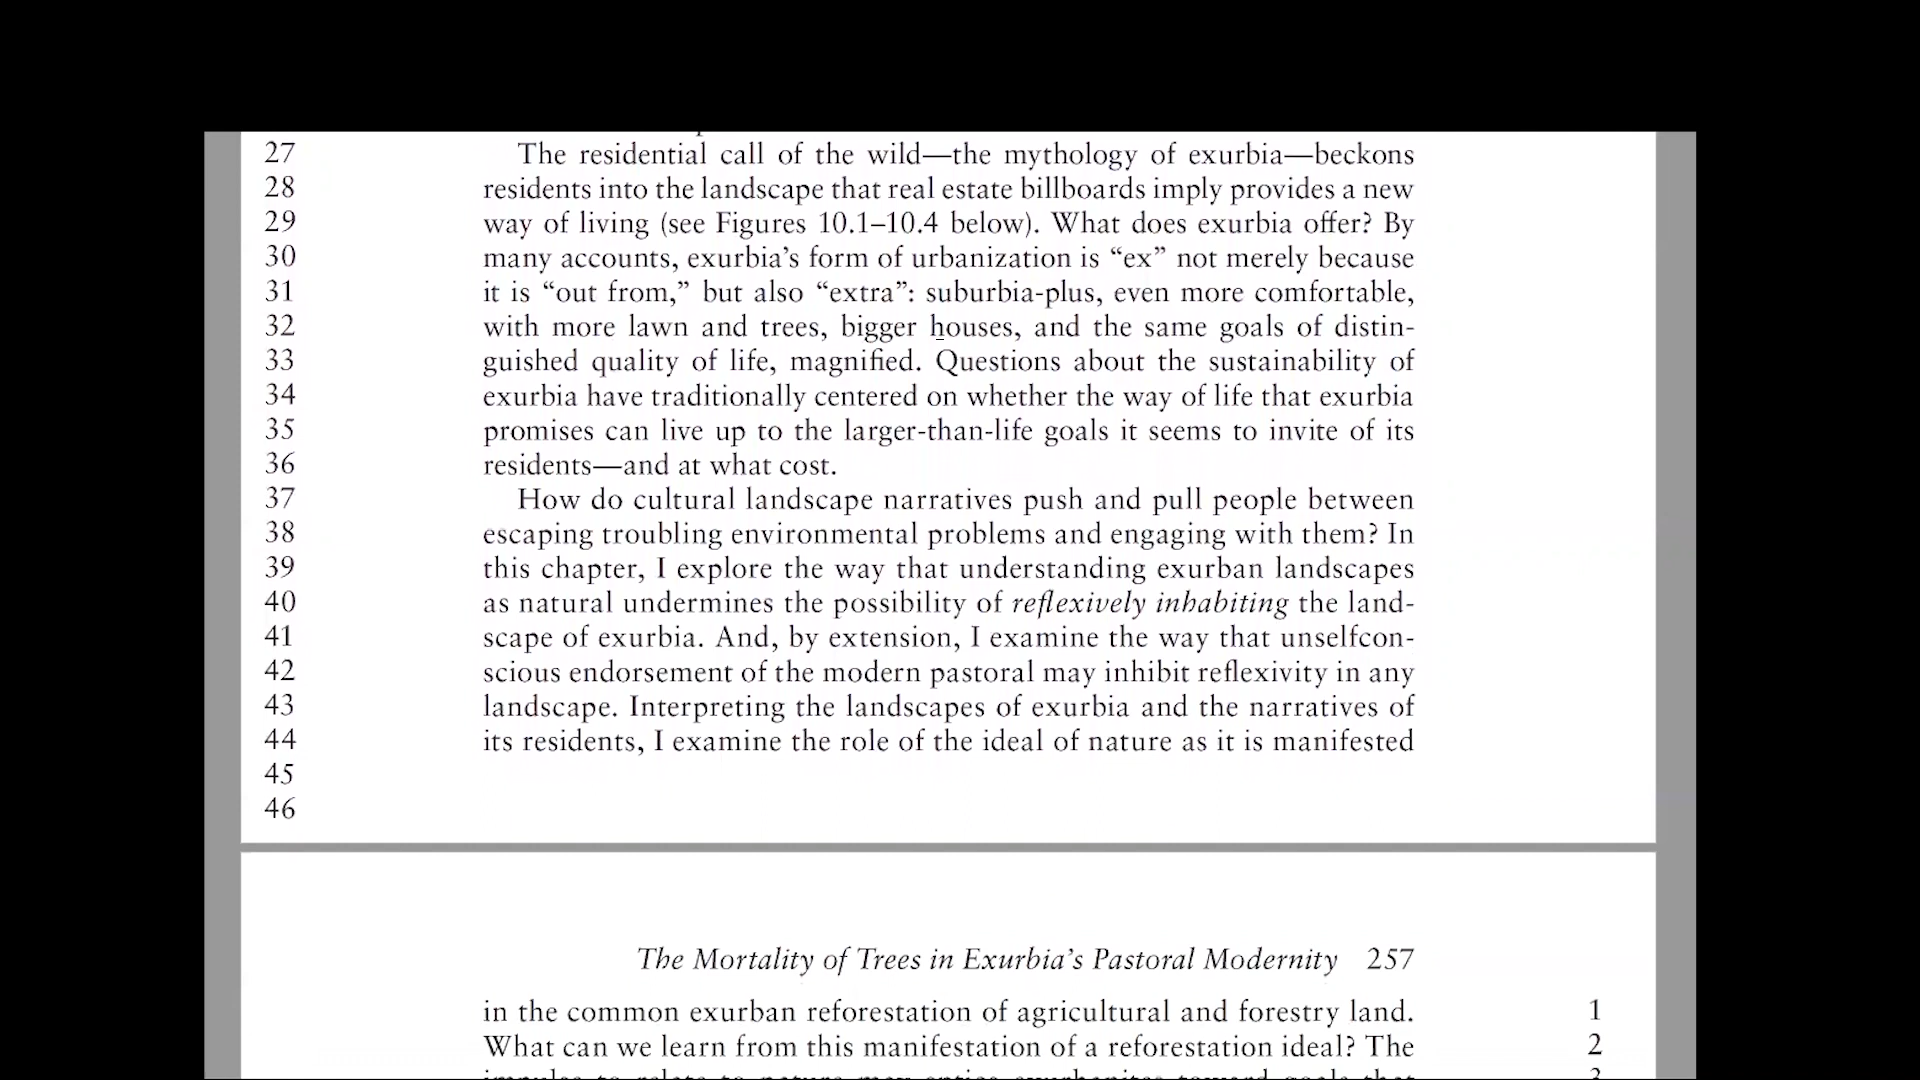 27 The residential call of the wild—the mythology of exurbia—beckons
28 residents into the landscape that real estate billboards imply provides a new
29 way of living (see Figures 10.1–10.4 below). What does exurbia offer? By
30 many accounts, exurbia’s form of urbanization is “ex” not merely because
31 it is “out from,” but also “extra”: suburbia-plus, even more comfortable,
32 with more lawn and trees, bigger houses, and the same goals of distin-
33 guished quality of life, magnified. Questions about the sustainability of
34 exurbia have traditionally centered on whether the way of life that exurbia
35 promises can live up to the larger-than-life goals it seems to invite of its
36 residents—and at what cost.
37 How do cultural landscape narratives push and pull people between
38 escaping troubling environmental problems and engaging with them? In
39 this chapter, I explore the way that understanding exurban landscapes
40 as natural undermines the possibility of reflexively inhabiting the land-
41 scape of exurbia. And, by extension, I examine the way that unselfcon-
42 scious endorsement of the modern pastoral may inhibit reflexivity in any
43 landscape. Interpreting the landscapes of exurbia and the narratives of
44 its residents, I examine the role of the ideal of nature as it is manifested
45
46
The Mortality of Trees in Exurbia’s Pastoral Modernity 257
in the common exurban reforestation of agricultural and forestry land. 1
What can we learn from this manifestation of a reforestation ideal? The 2